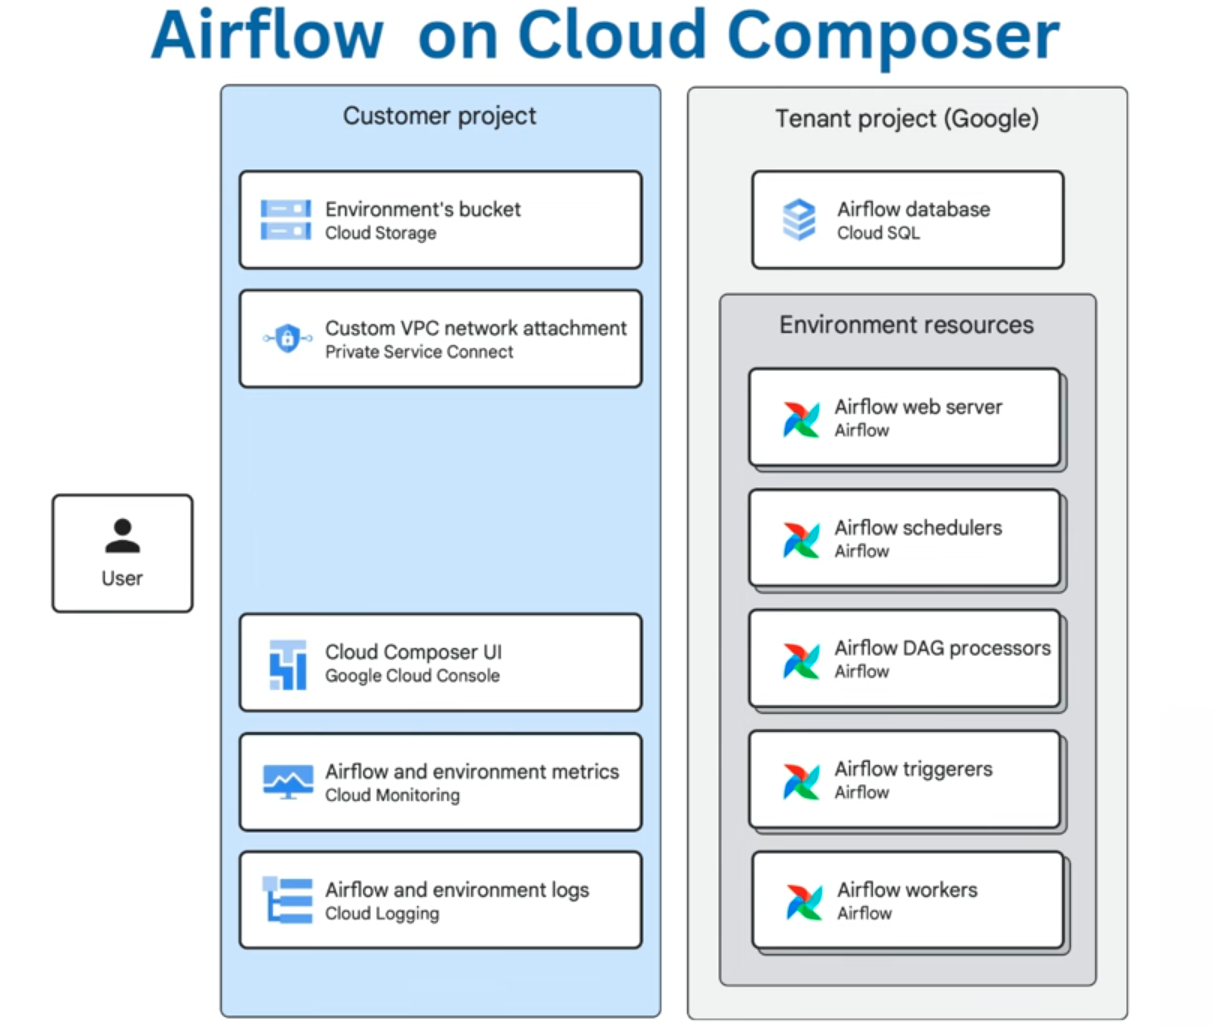 Airflow on Cloud Composer
Customer project
Environment's bucket
Cloud Storage
Custom VPC network attachment
Private Service Connect
User
Cloud Composer UI
Google Cloud Console
Airflow and environment metrics
Cloud Monitoring
Airflow and environment logs
Cloud Logging
Tenant project (Google)
Airflow database
Cloud SQL
Environment resources
Airflow web server
Airflow
Airflow schedulers
Airflow
Airflow DAG processors
Airflow
Airflow triggerers
Airflow
Airflow workers
Airflow